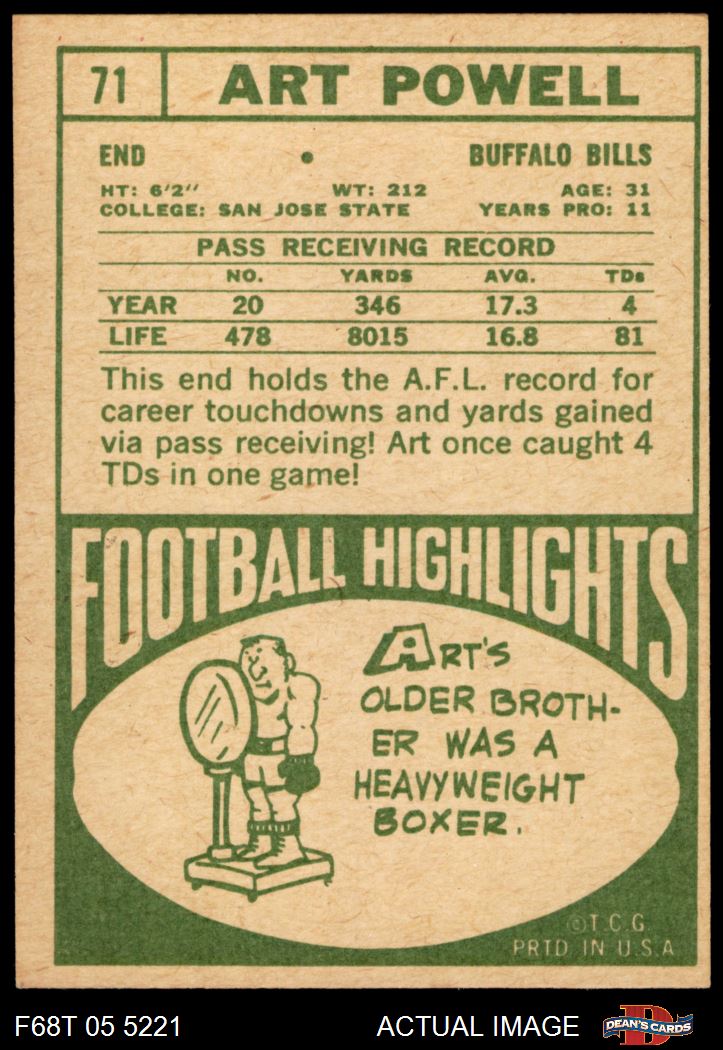 71 ART POWELL
END • BUFFALO BILLS
HT: 6'2" WT: 212 AGE: 31
COLLEGE: SAN JOSE STATE YEARS PRO: 11
PASS RECEIVING RECORD
NO. YARDS AVG. TDs
YEAR 20 346 17.3 4
LIFE 478 8015 16.8 81
This end holds the A.F.L. record for
career touchdowns and yards gained
via pass receiving! Art once caught 4
TDs in one game!
FOOTBALL HIGHLIGHTS
ART'S
OLDER BROTH-
ER WAS A
HEAVYWEIGHT
BOXER.
©T.C.G.
PRTD. IN U.S.A
F68T 05 5221 ACTUAL IMAGE D DEAN'S CARDS